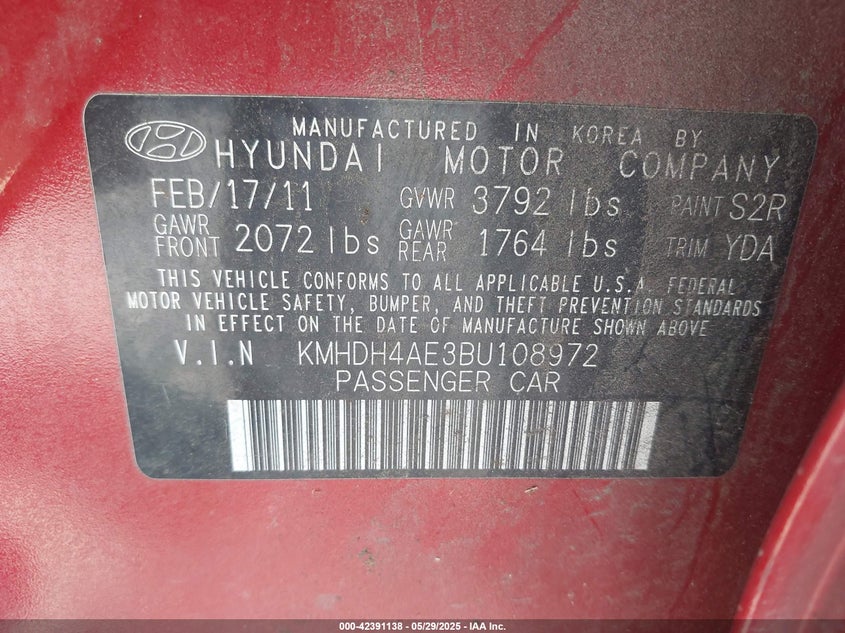 MANUFACTURED IN KOREA BY
HYUNDAI MOTOR COMPANY
FEB/17/11 GVWR 3792 lbs PAINT S2R
GAWR FRONT 2072 lbs GAWR REAR 1764 lbs TRIM YDA
THIS VEHICLE CONFORMS TO ALL APPLICABLE U.S.A. FEDERAL
MOTOR VEHICLE SAFETY, BUMPER, AND THEFT PREVENTION STANDARDS
IN EFFECT ON THE DATE OF MANUFACTURE SHOWN ABOVE
V.I.N KMHDH4AE3BU108972
PASSENGER CAR
000-42391138 - 05/29/2025 - IAA Inc.